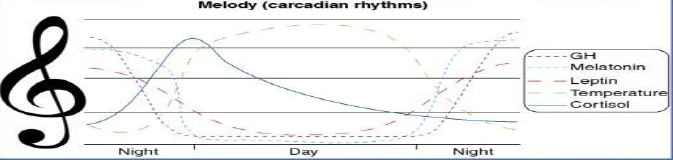 Melody (carcadian rhythms)
GH
Melatonin
Leptin
Temperature
Cortisol
Night Day Night